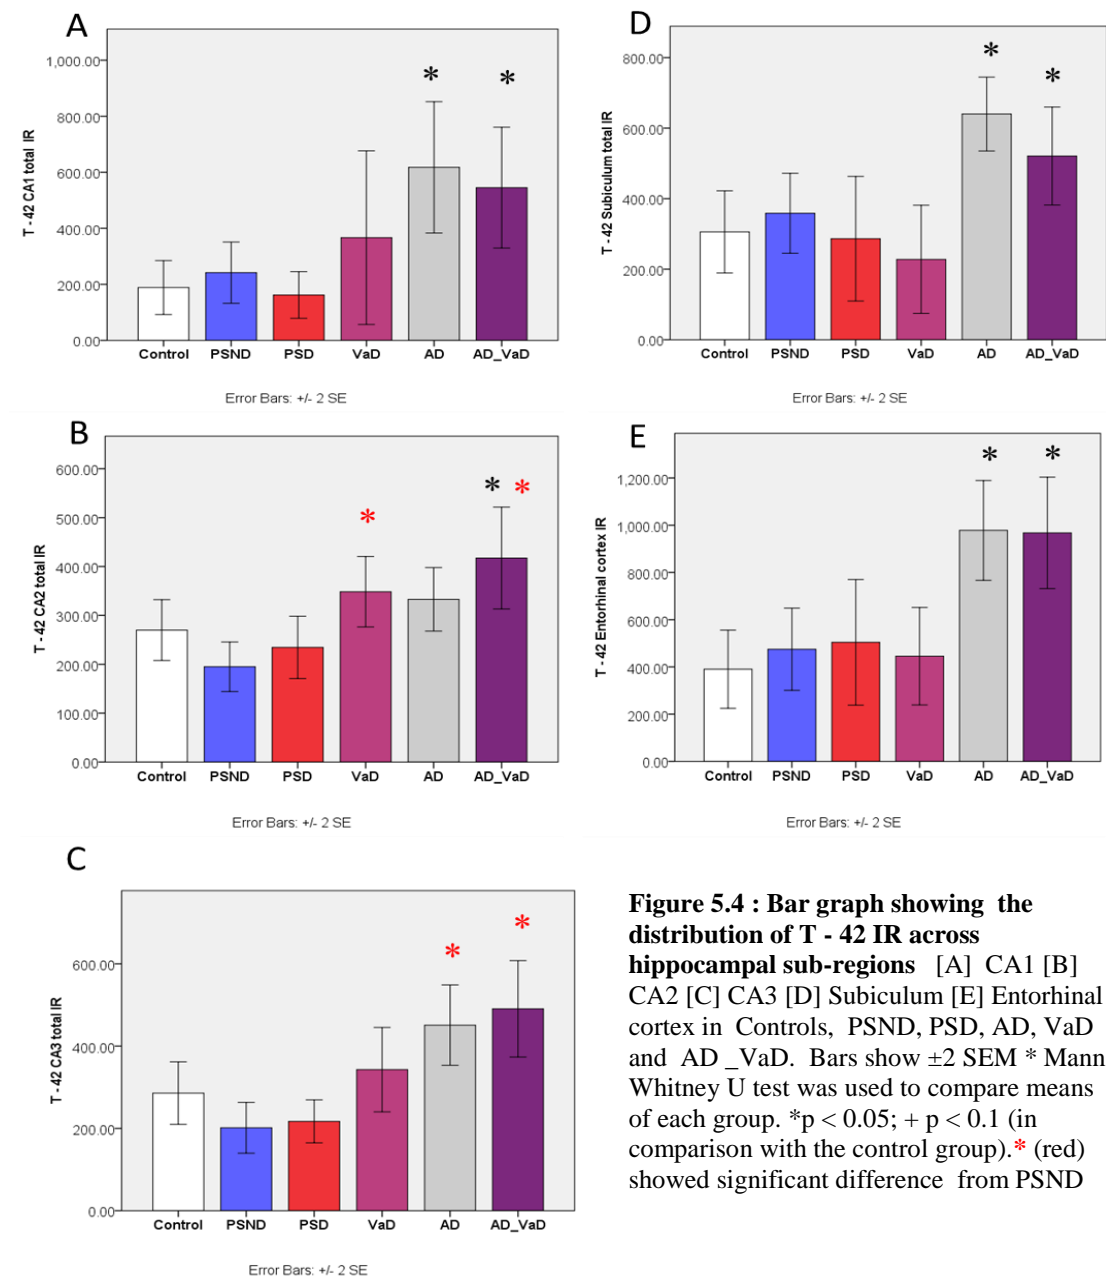 A
T - 42 CA1 total IR
1,000.00
800.00
600.00
400.00
200.00
0.00
*
*
Control PSND PSD VaD AD AD_VaD
Error Bars: +/- 2 SE
B
T - 42 CA2 total IR
600.00
500.00
400.00
300.00
200.00
100.00
0.00
*
* *
Control PSND PSD VaD AD AD_VaD
Error Bars: +/- 2 SE
C
T - 42 CA3 total IR
600.00
400.00
200.00
0.00
*
*
Control PSND PSD VaD AD AD_VaD
Error Bars: +/- 2 SE
D
T - 42 Subiculum total IR
800.00
600.00
400.00
200.00
0.00
*
*
Control PSND PSD VaD AD AD_VaD
Error Bars: +/- 2 SE
E
T - 42 Entorhinal cortex IR
1,200.00
1,000.00
800.00
600.00
400.00
200.00
0.00
*
*
Control PSND PSD VaD AD AD_VaD
Error Bars: +/- 2 SE
Figure 5.4 : Bar graph showing the
distribution of T - 42 IR across
hippocampal sub-regions [A] CA1 [B]
CA2 [C] CA3 [D] Subiculum [E] Entorhinal
cortex in Controls, PSND, PSD, AD, VaD
and AD _VaD. Bars show ±2 SEM * Mann
Whitney U test was used to compare means
of each group. *p < 0.05; + p < 0.1 (in
comparison with the control group).* (red)
showed significant difference from PSND